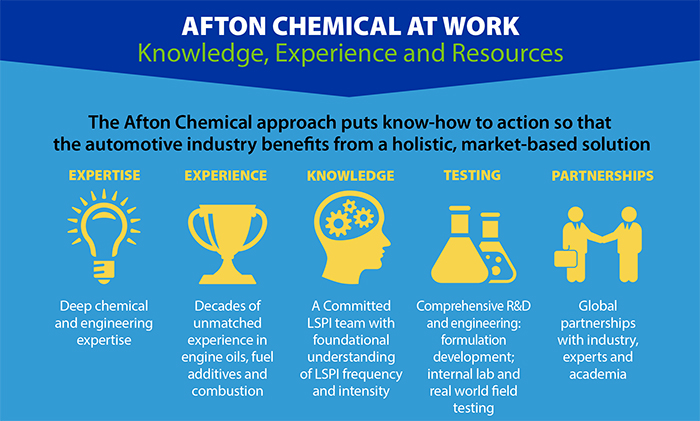 AFTON CHEMICAL AT WORK
Knowledge, Experience and Resources
The Afton Chemical approach puts know-how to action so that
the automotive industry benefits from a holistic, market-based solution
EXPERTISE
Deep chemical
and engineering
expertise
EXPERIENCE
Decades of
unmatched
experience in
engine oils, fuel
additives and
combustion
KNOWLEDGE
A Committed
LSPI team with
foundational
understanding
of LSPI frequency
and intensity
TESTING
Comprehensive R&D
and engineering:
formulation
development;
internal lab and
real world field
testing
PARTNERSHIPS
Global
partnerships
with industry,
experts and
academia